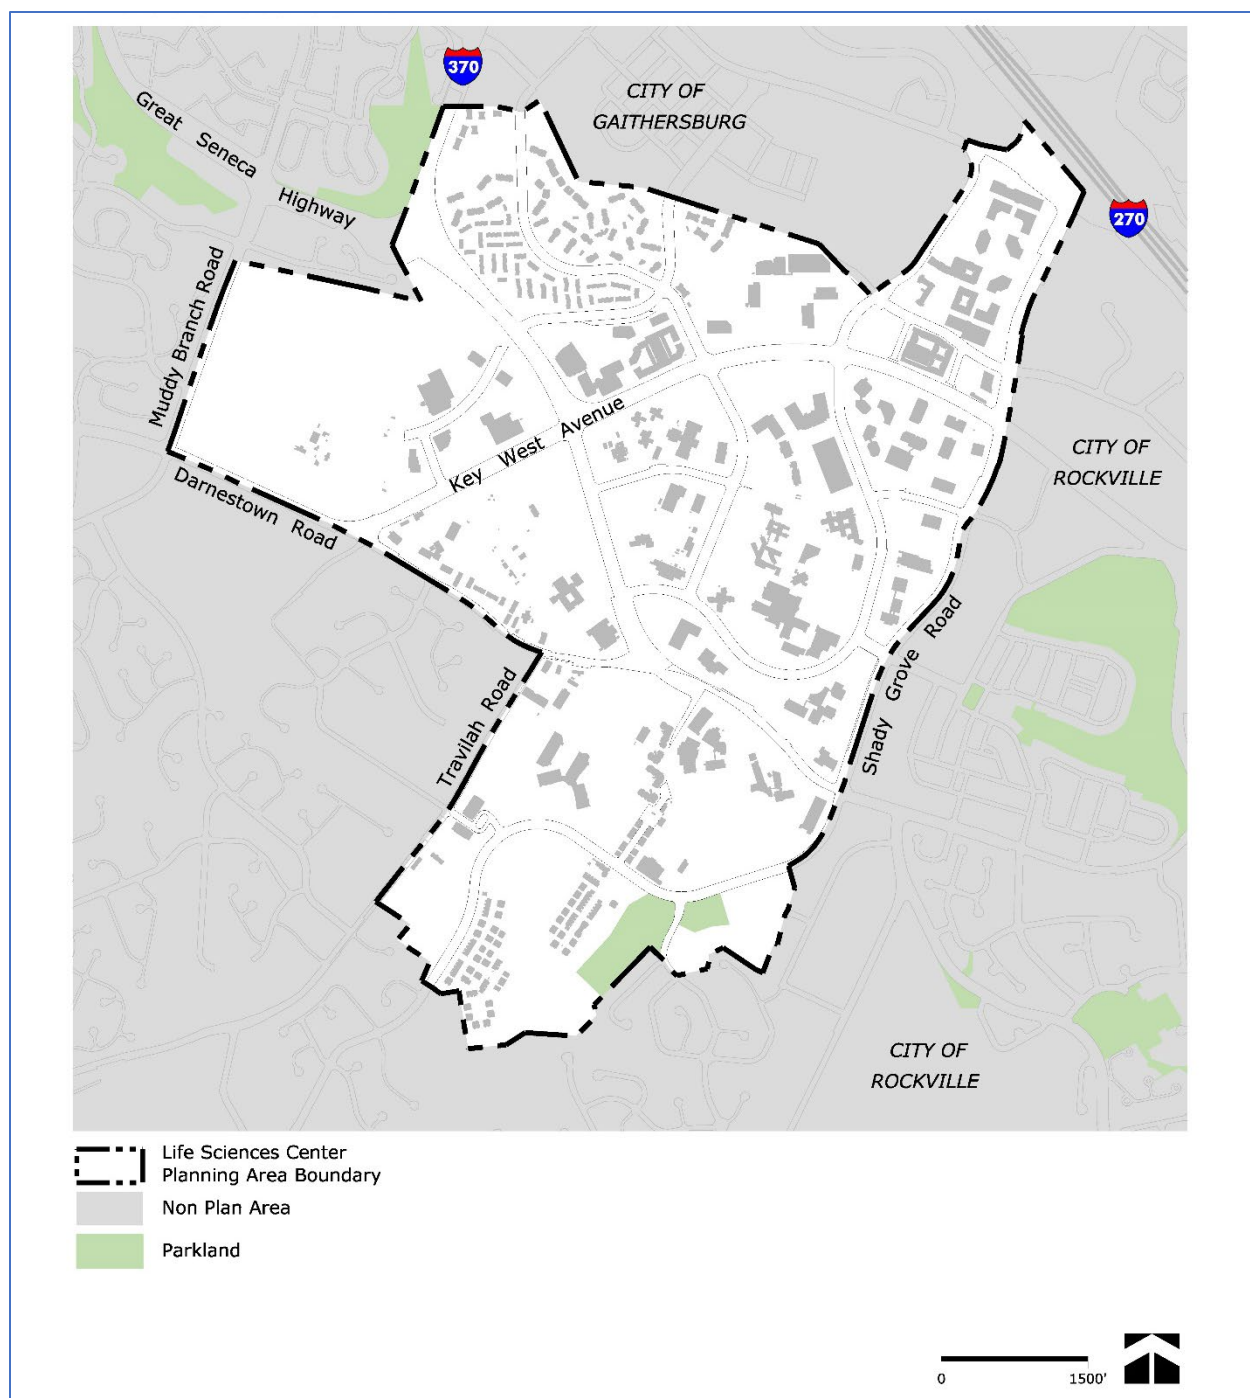 370
CITY OF
GAITHERSBURG
Great Seneca Highway
270
Muddy Branch Road
Key West Avenue
CITY OF
ROCKVILLE
Darnestown Road
Shady Grove Road
Travilah Road
CITY OF
ROCKVILLE
Life Sciences Center
Planning Area Boundary
Non Plan Area
Parkland
0 1500'